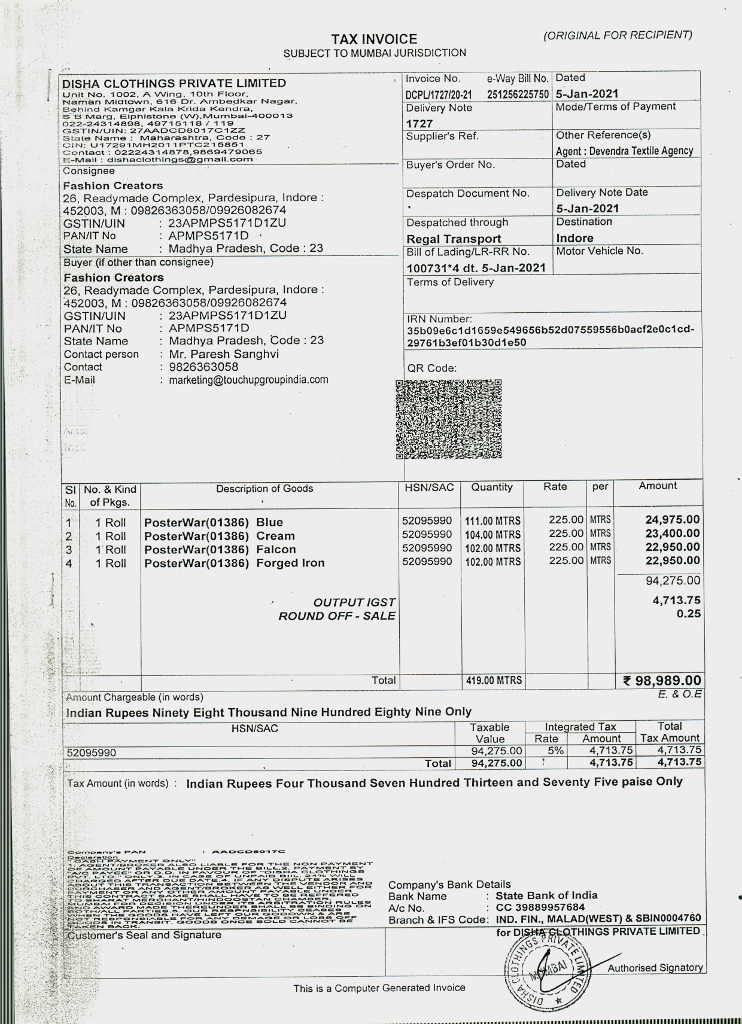 TAX INVOICE
(ORIGINAL FOR RECIPIENT)
SUBJECT TO MUMBAI JURISDICTION
DISHA CLOTHINGS PRIVATE LIMITED
Unit No. 1002, A Wing, 10th Floor,
Naman Midtown, 616 Dr. Ambedkar Nagar,
Behind Kamgar Kala Krida Kendra,
S B Marg, Elphistone (W),Mumbai-400013
022-24314898, 49715118 / 119
GSTIN/UIN: 27AADCD8017C1ZZ
State Name : Maharashtra, Code : 27
CIN: U17291MH2011PTC215851
Contact : 02224314878,9869479065
E-Mail : dishaclothings@gmail.com
Invoice No. e-Way Bill No. Dated
DCPL/1727/20-21 251256225750 5-Jan-2021
Delivery Note Mode/Terms of Payment
1727
Supplier's Ref. Other Reference(s)
Agent : Devendra Textile Agency
Buyer's Order No. Dated
Despatch Document No. Delivery Note Date
5-Jan-2021
Despatched through Destination
Regal Transport Indore
Bill of Lading/LR-RR No. Motor Vehicle No.
100731*4 dt. 5-Jan-2021
Terms of Delivery
IRN Number:
35b09e6c1d1659e549656b52d07559556b0acf2e0c1cd-
29761b3ef01b30d1e50
QR Code:
Consignee
Fashion Creators
26, Readymade Complex, Pardesipura, Indore :
452003, M : 09826363058/09926082674
GSTIN/UIN : 23APMPS5171D1ZU
PAN/IT No : APMPS5171D
State Name : Madhya Pradesh, Code : 23
Buyer (if other than consignee)
Fashion Creators
26, Readymade Complex, Pardesipura, Indore :
452003, M : 09826363058/09926082674
GSTIN/UIN : 23APMPS5171D1ZU
PAN/IT No : APMPS5171D
State Name : Madhya Pradesh, Code : 23
Contact person : Mr. Paresh Sanghvi
Contact : 9826363058
E-Mail : marketing@touchupgroupindia.com
Sl No. No. & Kind of Pkgs. Description of Goods HSN/SAC Quantity Rate per Amount
1 1 Roll PosterWar(01386) Blue 52095990 111.00 MTRS 225.00 MTRS 24,975.00
2 1 Roll PosterWar(01386) Cream 52095990 104.00 MTRS 225.00 MTRS 23,400.00
3 1 Roll PosterWar(01386) Falcon 52095990 102.00 MTRS 225.00 MTRS 22,950.00
4 1 Roll PosterWar(01386) Forged Iron 52095990 102.00 MTRS 225.00 MTRS 22,950.00
94,275.00
OUTPUT IGST 4,713.75
ROUND OFF - SALE 0.25
Total 419.00 MTRS ₹ 98,989.00
Amount Chargeable (in words) E. & O.E
Indian Rupees Ninety Eight Thousand Nine Hundred Eighty Nine Only
HSN/SAC Taxable Value Integrated Tax Rate Amount Total Tax Amount
52095990 94,275.00 5% 4,713.75 4,713.75
Total 94,275.00 4,713.75 4,713.75
Tax Amount (in words) : Indian Rupees Four Thousand Seven Hundred Thirteen and Seventy Five paise Only
Company's PAN : AADCD8017C
Declaration
"CASH PAYMENT ONLY"
Company's Bank Details
Bank Name : State Bank of India
A/c No. : CC 39889957684
Branch & IFS Code: IND. FIN., MALAD(WEST) & SBIN0004760
Customer's Seal and Signature
for DISHA CLOTHINGS PRIVATE LIMITED
DISHA CLOTHINGS PRIVATE LIMITED
MUMBAI
Authorised Signatory
This is a Computer Generated Invoice